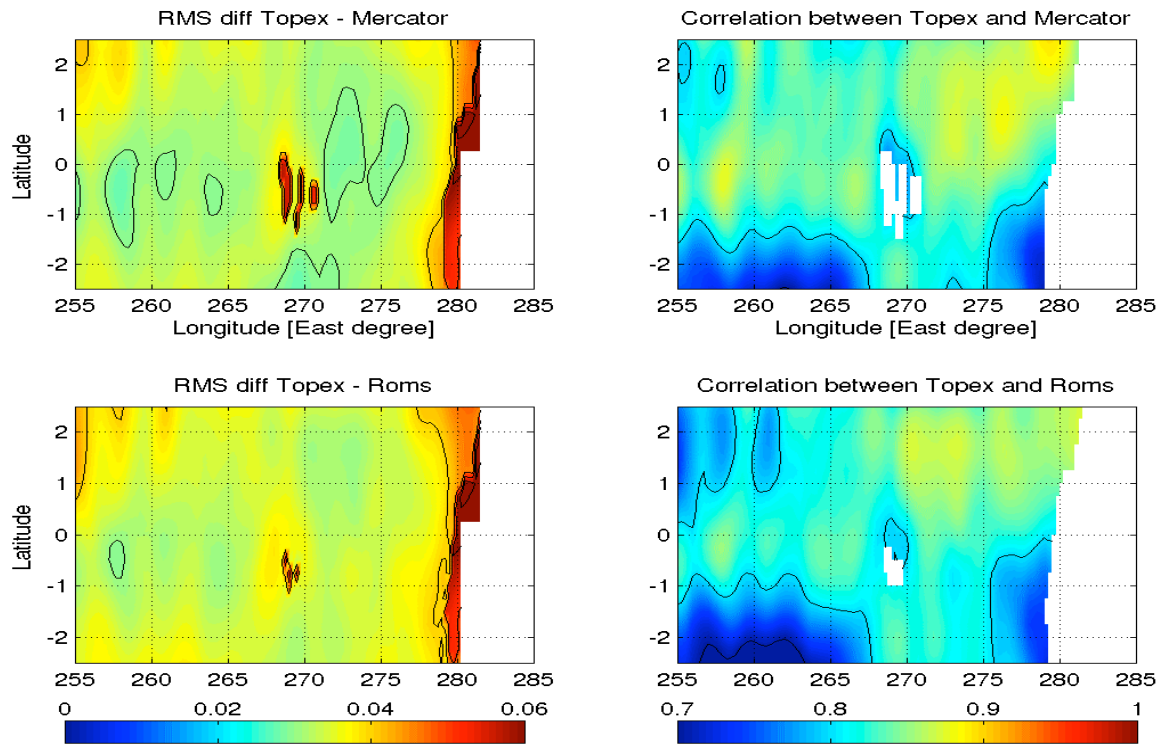 RMS diff Topex - Mercator
2
1
0
-1
-2
Latitude
255 260 265 270 275 280 285
Longitude [East degree]
Correlation between Topex and Mercator
2
1
0
-1
-2
255 260 265 270 275 280 285
Longitude [East degree]
RMS diff Topex - Roms
2
1
0
-1
-2
Latitude
255 260 265 270 275 280 285
0 0.02 0.04 0.06
Correlation between Topex and Roms
2
1
0
-1
-2
255 260 265 270 275 280 285
0.7 0.8 0.9 1